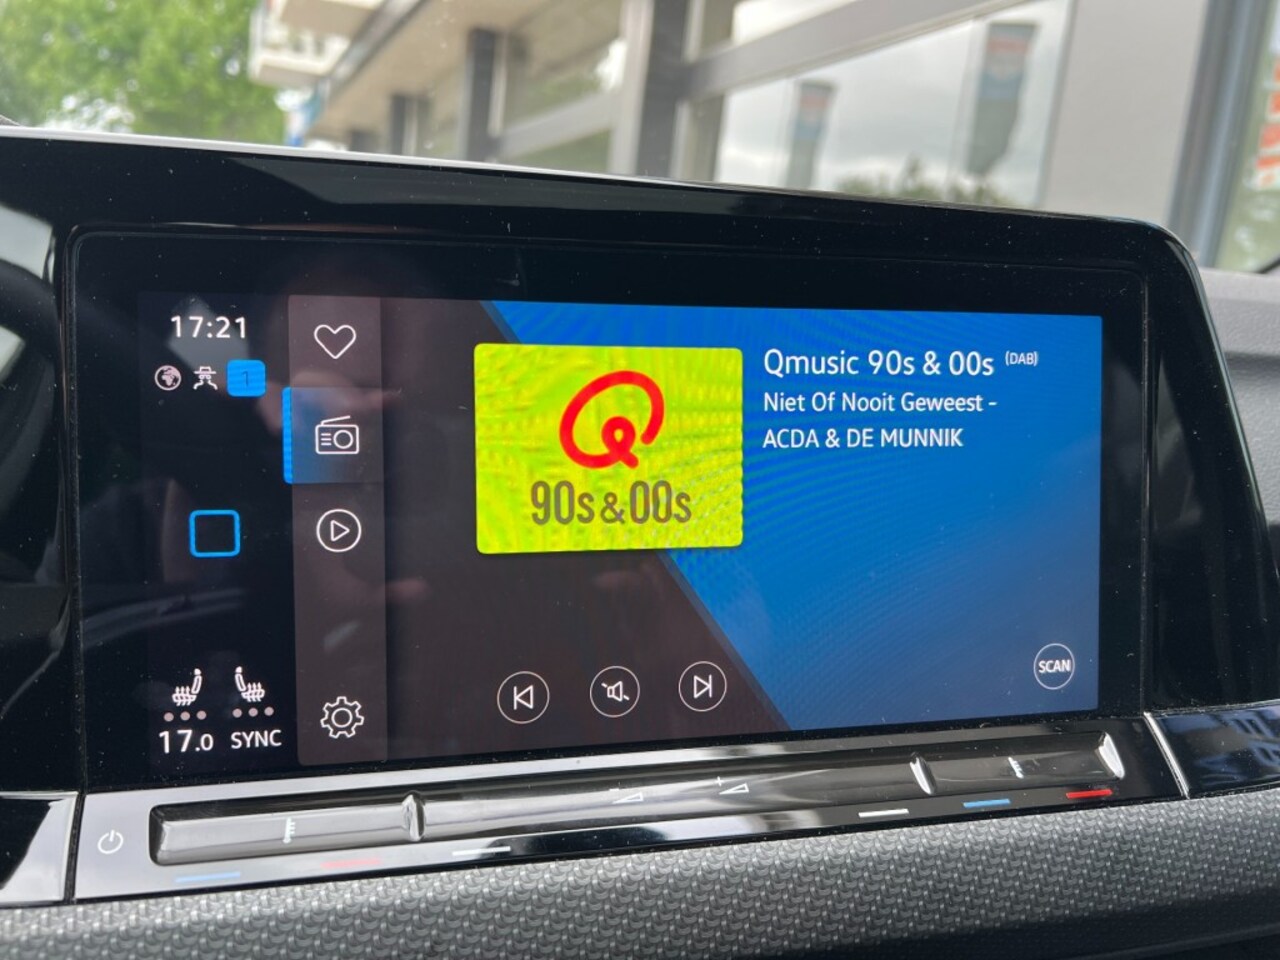 17:21
1
Qmusic 90s & 00s (DAB)
Niet Of Nooit Geweest -
ACDA & DE MUNNIK
90s & 00s
SCAN
17.0 SYNC